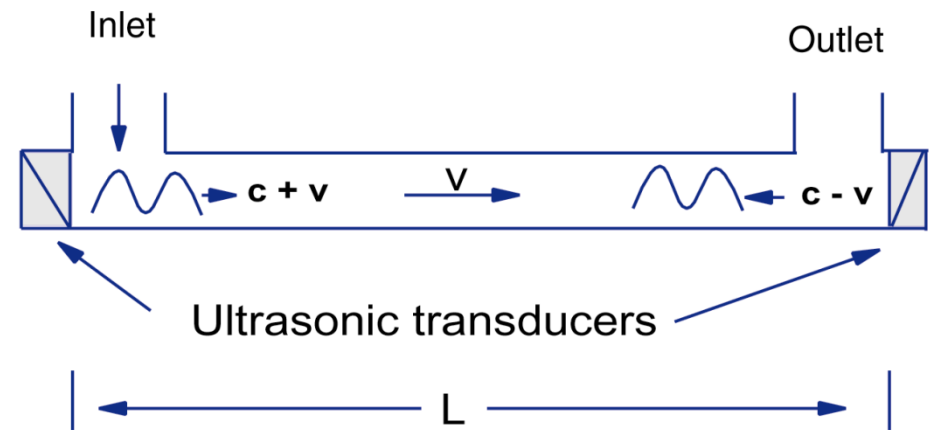 Inlet
Outlet
c + v
v
c - v
Ultrasonic transducers
L